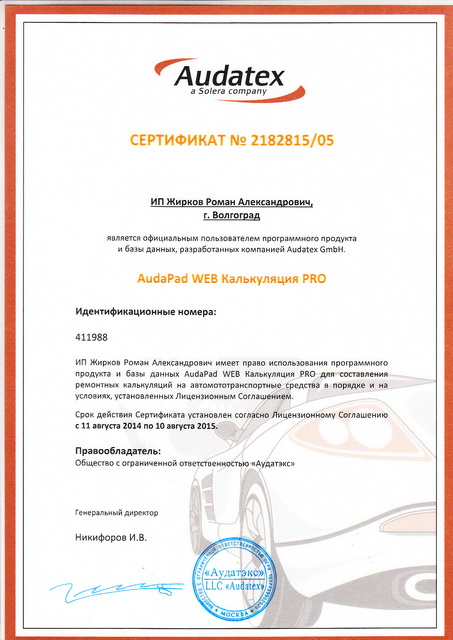 Audatex
a Solera company
СЕРТИФИКАТ № 2182815/05
ИП Жирков Роман Александрович,
г. Волгоград
является официальным пользователем программного продукта
и базы данных, разработанных компанией Audatex GmbH.
AudaPad WEB Калькуляция PRO
Идентификационные номера:
411988
ИП Жирков Роман Александрович имеет право использования программного
продукта и базы данных AudaPad WEB Калькуляция PRO для составления
ремонтных калькуляций на автомототранспортные средства в порядке и на
условиях, установленных Лицензионным Соглашением.
Срок действия Сертификата установлен согласно Лицензионному Соглашению
с 11 августа 2014 по 10 августа 2015.
Правообладатель:
Общество с ограниченной ответственностью «Аудатэкс»
Генеральный директор
Никифоров И.В.
«Аудатэкс»
LLC «Audatex»
МОСКВА